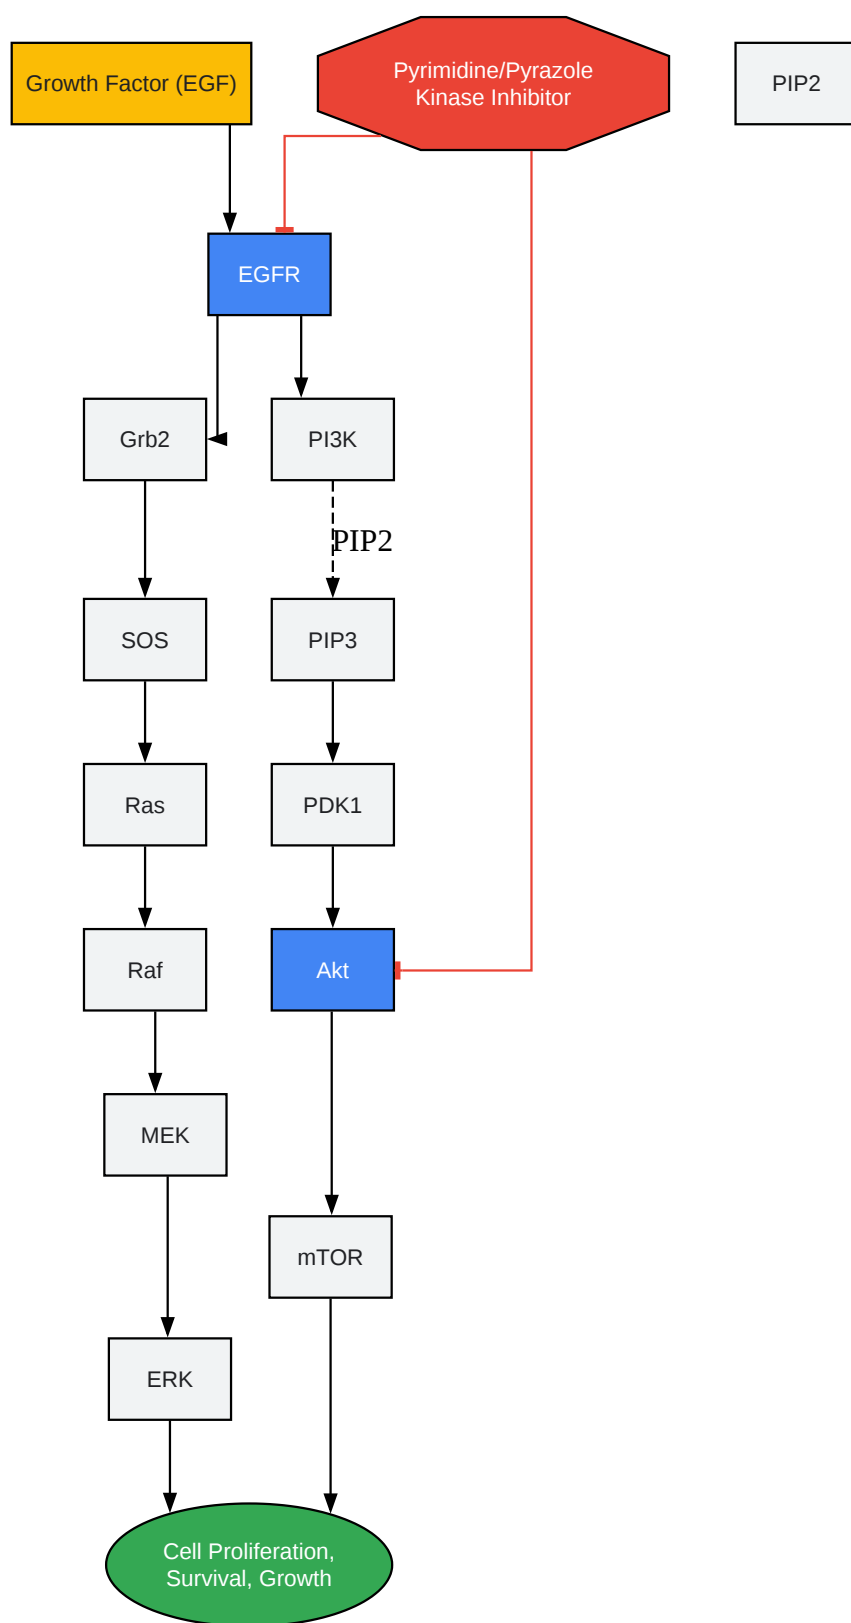 Growth Factor (EGF)
Pyrimidine/Pyrazole
Kinase Inhibitor
PIP2
EGFR
Grb2
PI3K
PIP2
SOS
PIP3
Ras
PDK1
Raf
Akt
MEK
mTOR
ERK
Cell Proliferation,
Survival, Growth